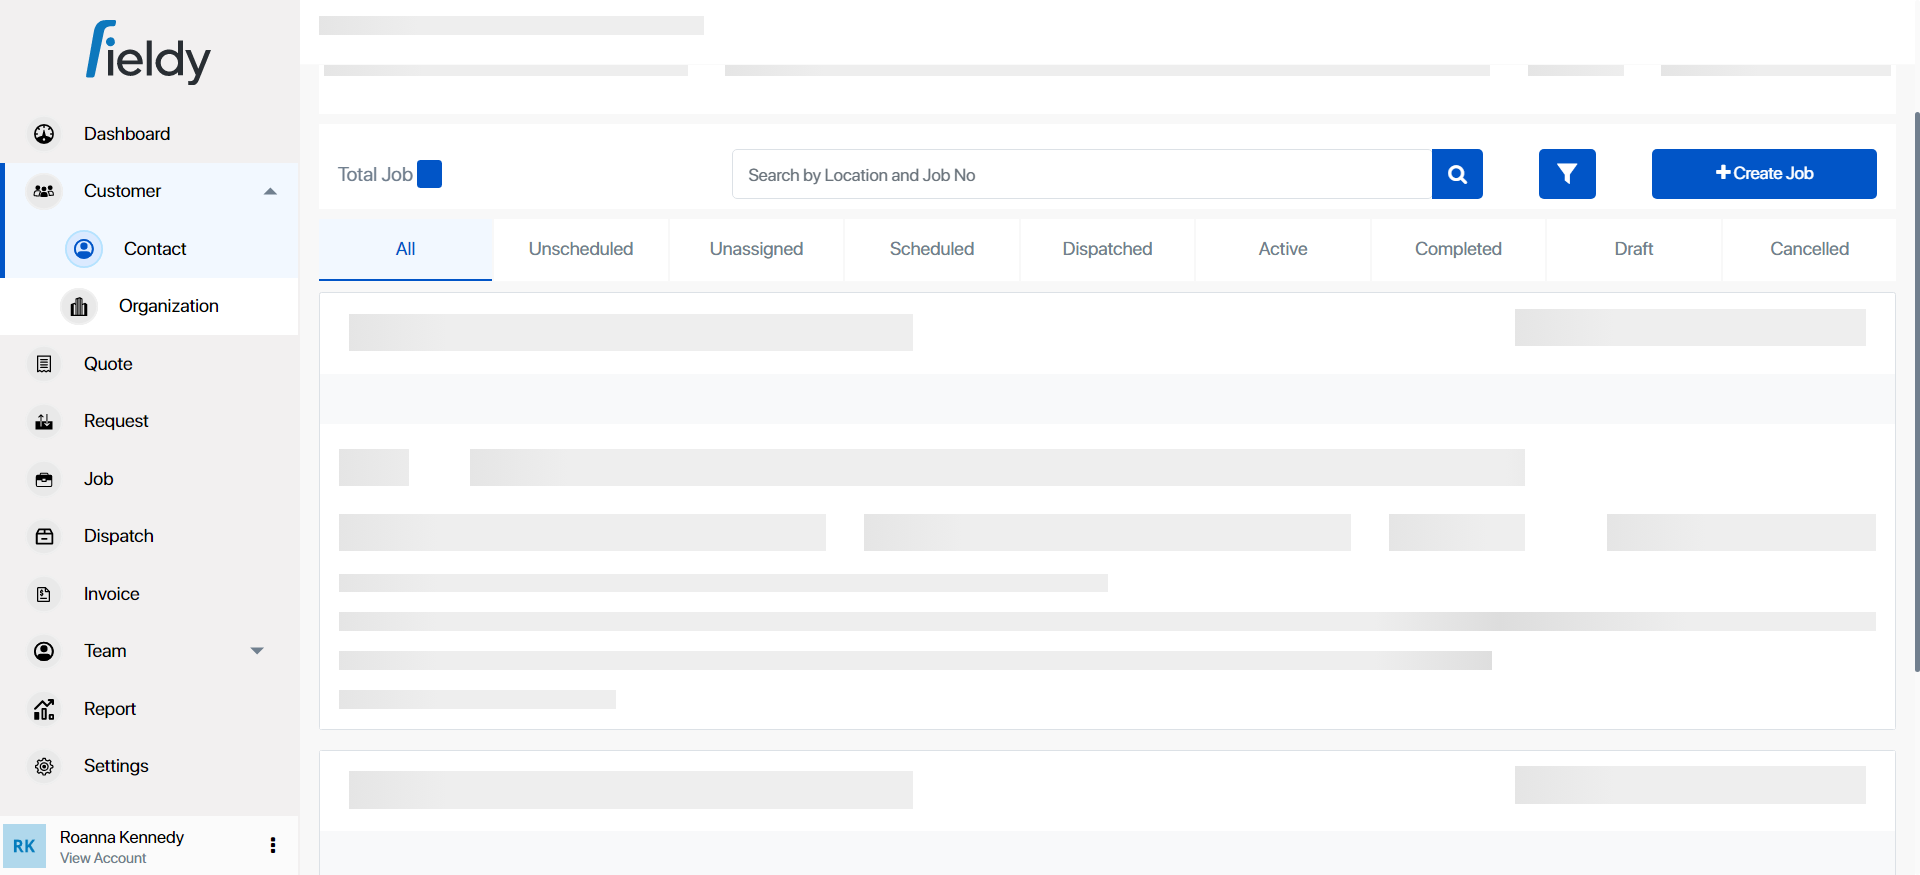 fieldy
Dashboard
Customer
Contact
Organization
Quote
Request
Job
Dispatch
Invoice
Team
Report
Settings
RK
Roanna Kennedy
View Account
Total Job
Search by Location and Job No
Create Job
All
Unscheduled
Unassigned
Scheduled
Dispatched
Active
Completed
Draft
Cancelled